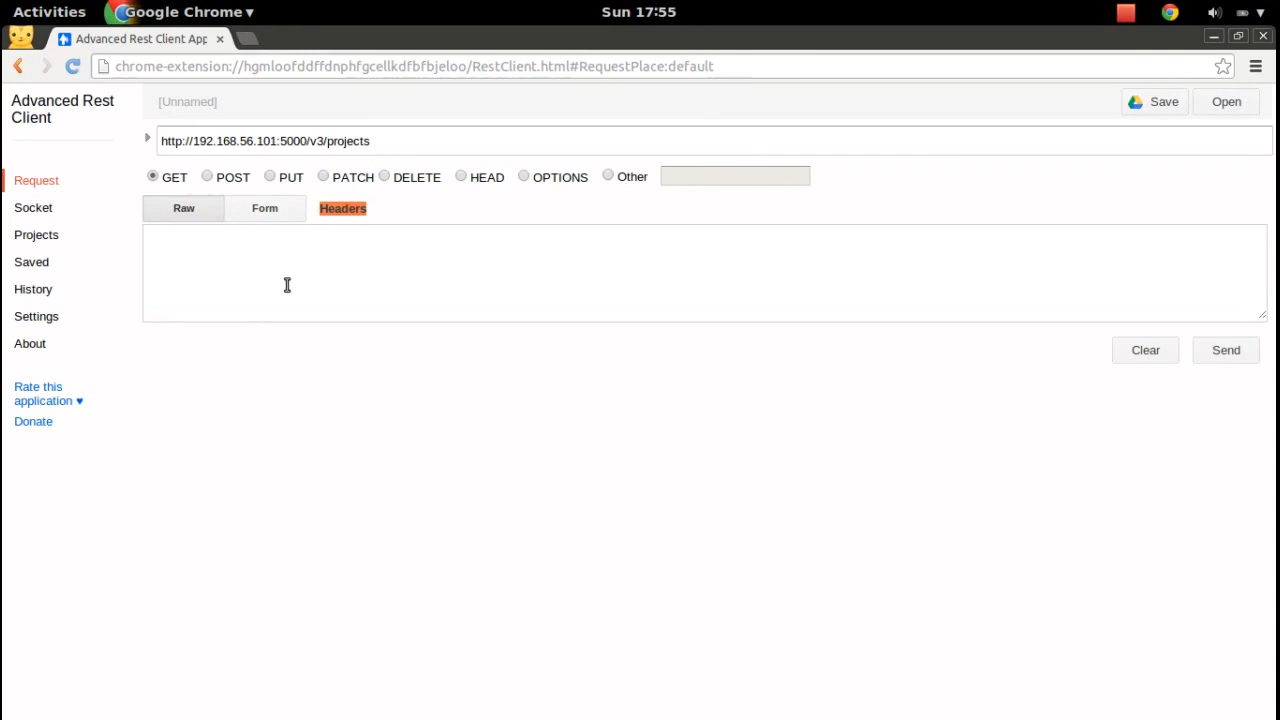 Activities Google Chrome ▾ Sun 17:55
Advanced Rest Client App ×
chrome-extension://hgmloofddffdnphfgcellkdfbfbjeloo/RestClient.html#RequestPlace:default
Advanced Rest
Client
[Unnamed] Save Open
http://192.168.56.101:5000/v3/projects
GET POST PUT PATCH DELETE HEAD OPTIONS Other
Raw Form Headers
Clear Send
Request
Socket
Projects
Saved
History
Settings
About
Rate this
application ♥
Donate